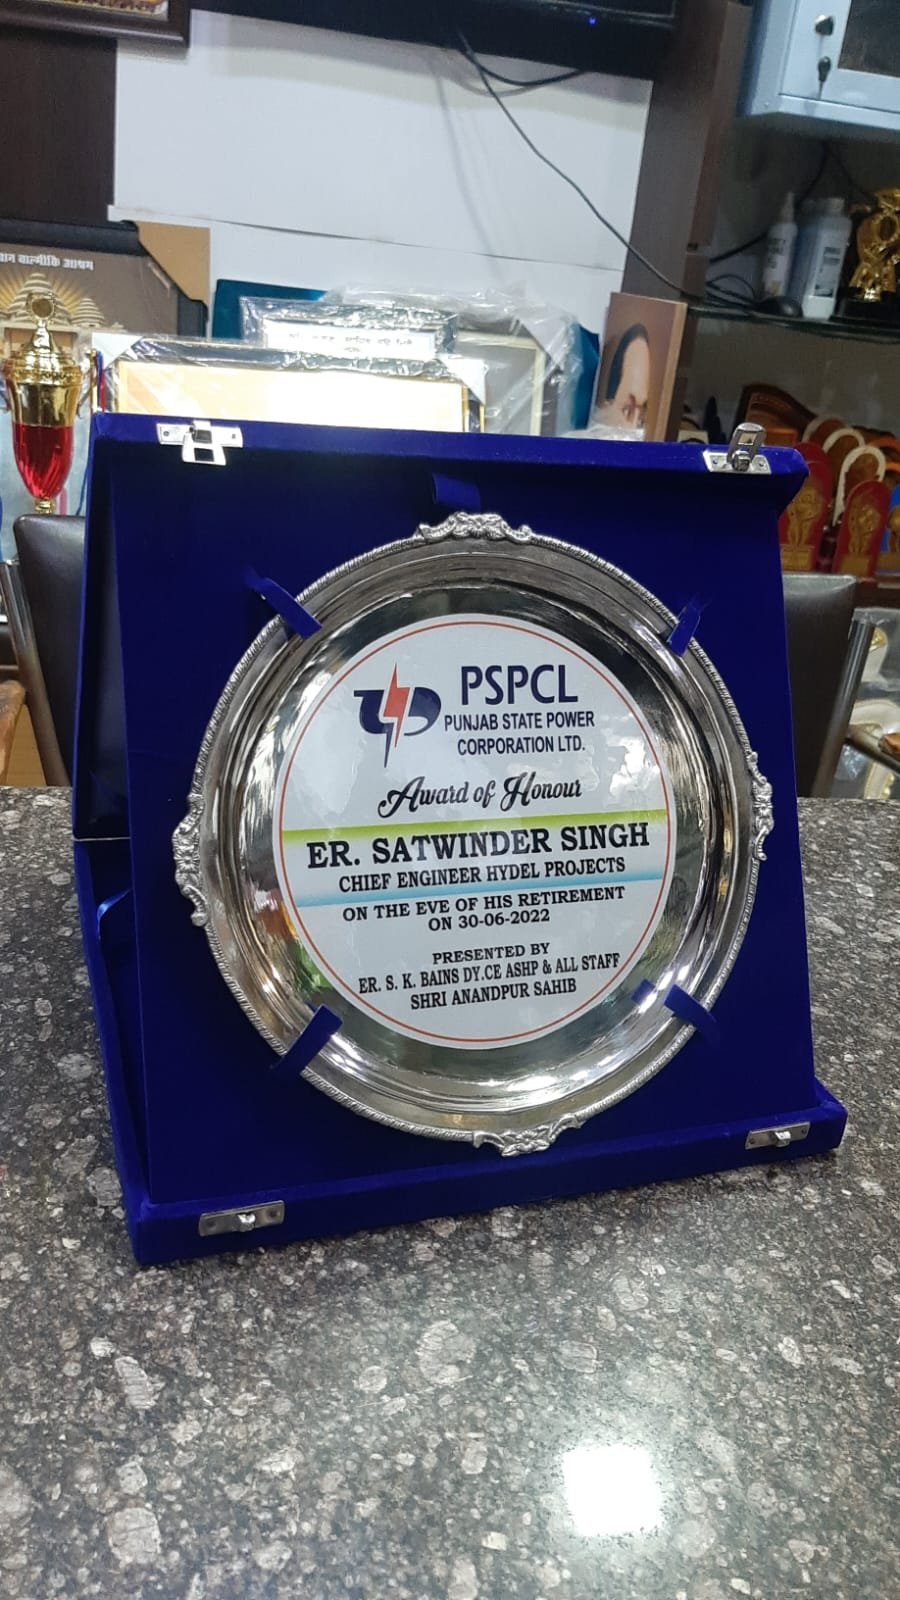 वाल्मीकि आश्रम
PSPCL
PUNJAB STATE POWER
CORPORATION LTD.
Award of Honour
ER. SATWINDER SINGH
CHIEF ENGINEER HYDEL PROJECTS
ON THE EVE OF HIS RETIREMENT
ON 30-06-2022
PRESENTED BY
ER. S. K. BAINS DY.CE ASHP & ALL STAFF
SHRI ANANDPUR SAHIB